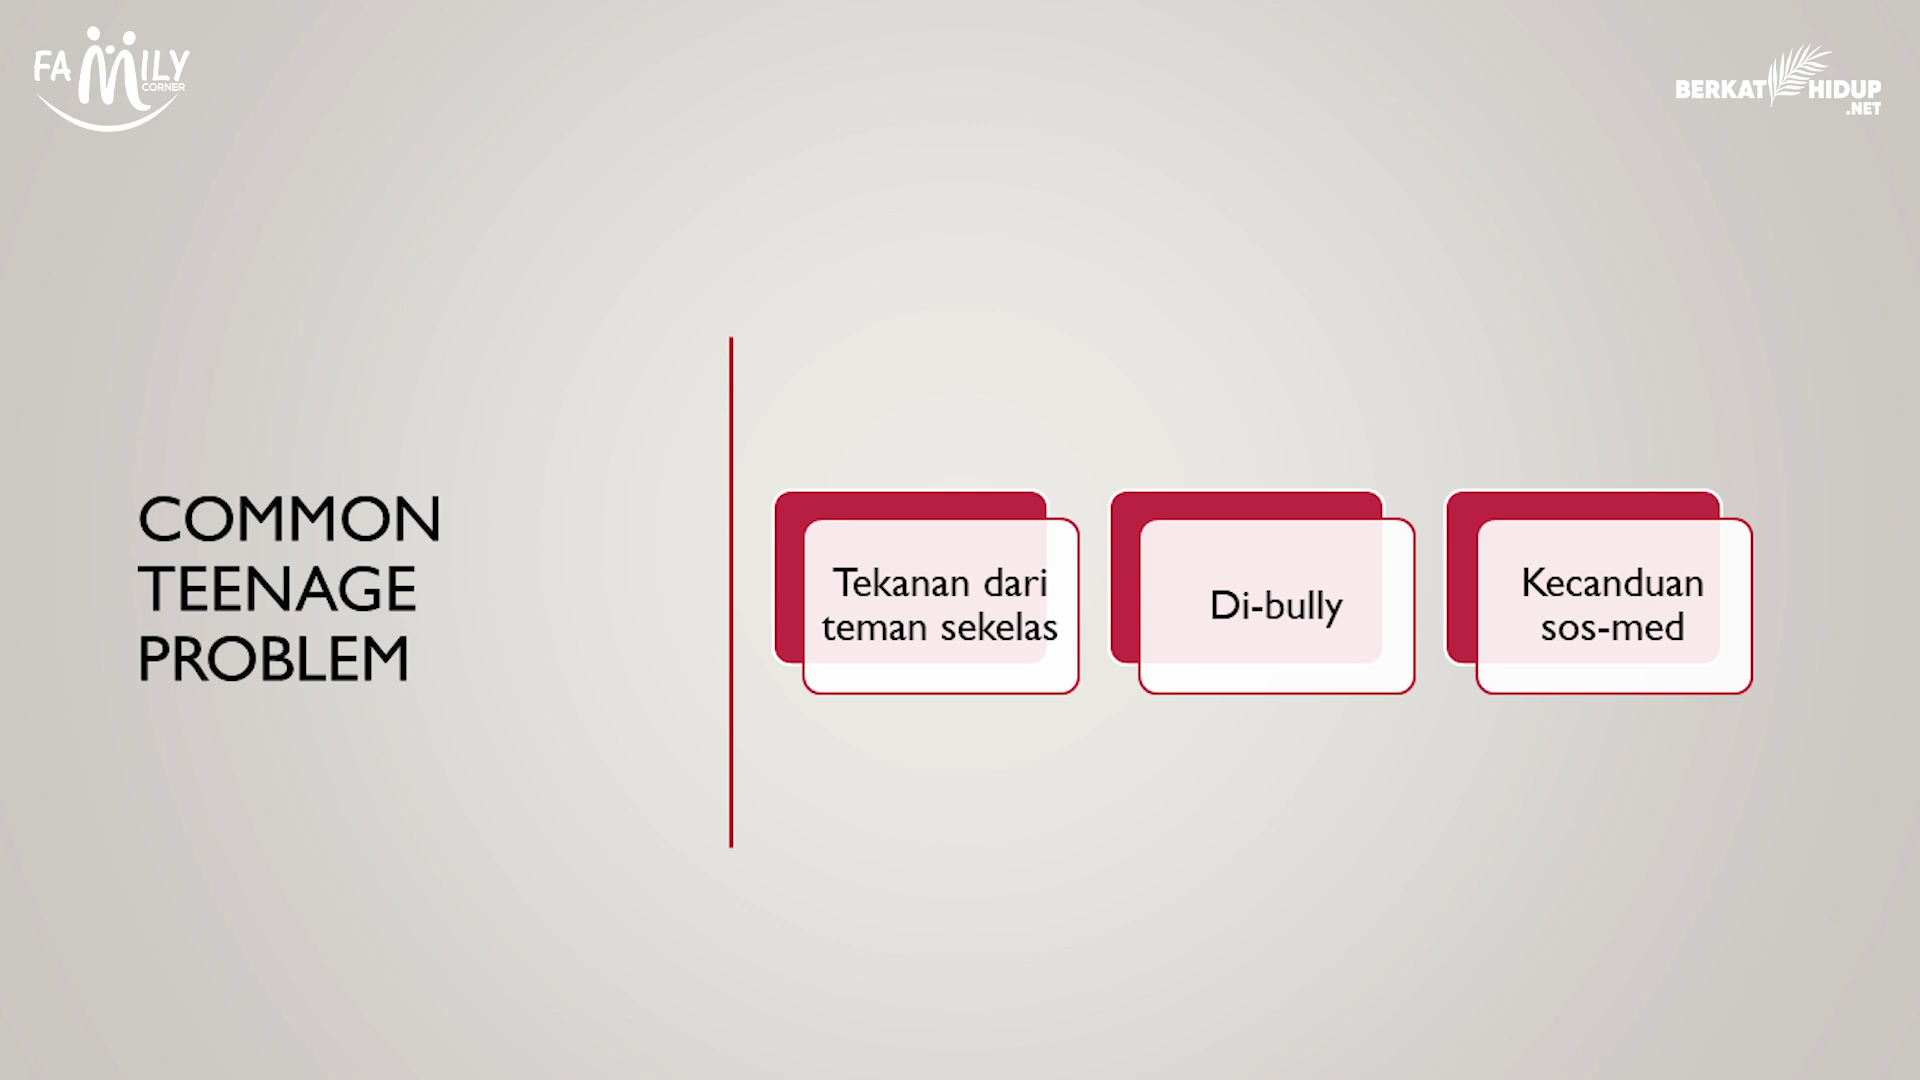 FAMILY
CORNER
BERKAT HIDUP
.NET
COMMON
TEENAGE
PROBLEM
Tekanan dari
teman sekelas
Di-bully
Kecanduan
sos-med